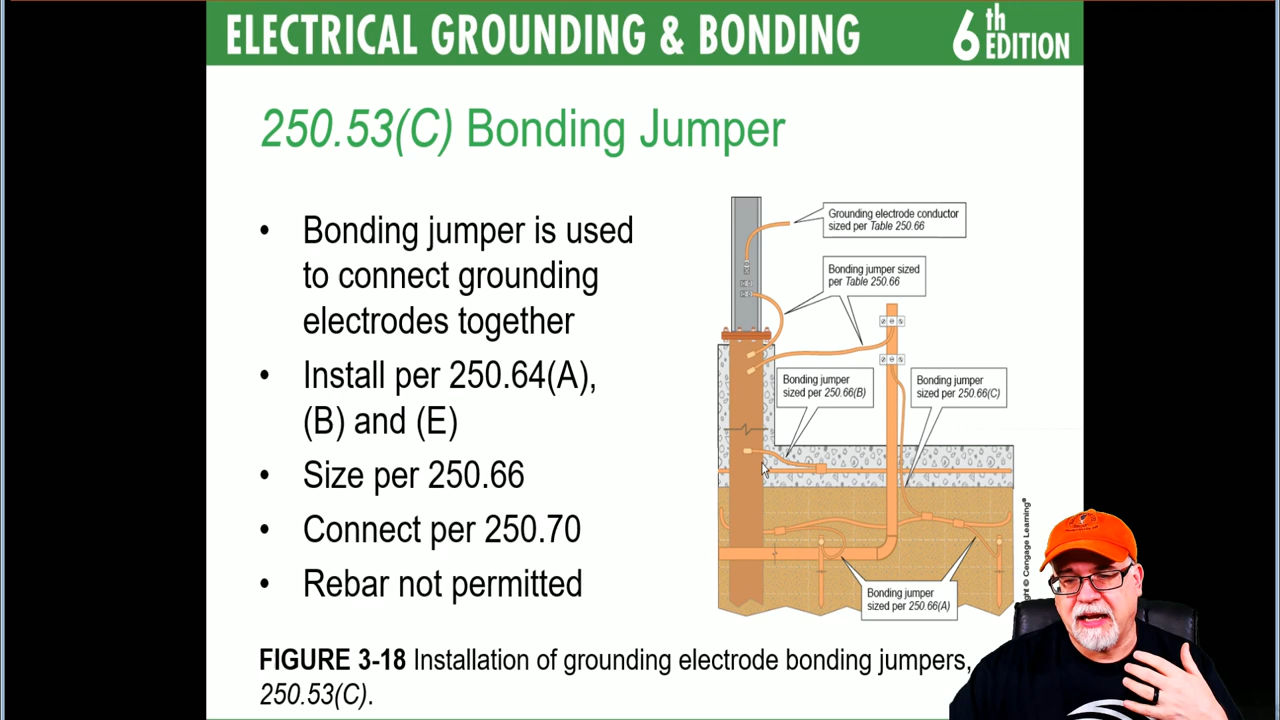 ELECTRICAL GROUNDING & BONDING
6th EDITION
250.53(C) Bonding Jumper
• Bonding jumper is used
to connect grounding
electrodes together
• Install per 250.64(A),
(B) and (E)
• Size per 250.66
• Connect per 250.70
• Rebar not permitted
Grounding electrode conductor
sized per Table 250.66
Bonding jumper sized
per Table 250.66
Bonding jumper
sized per 250.66(B)
Bonding jumper
sized per 250.66(C)
Bonding jumper
sized per 250.66(A)
© Cengage Learning®
FIGURE 3-18 Installation of grounding electrode bonding jumpers,
250.53(C).